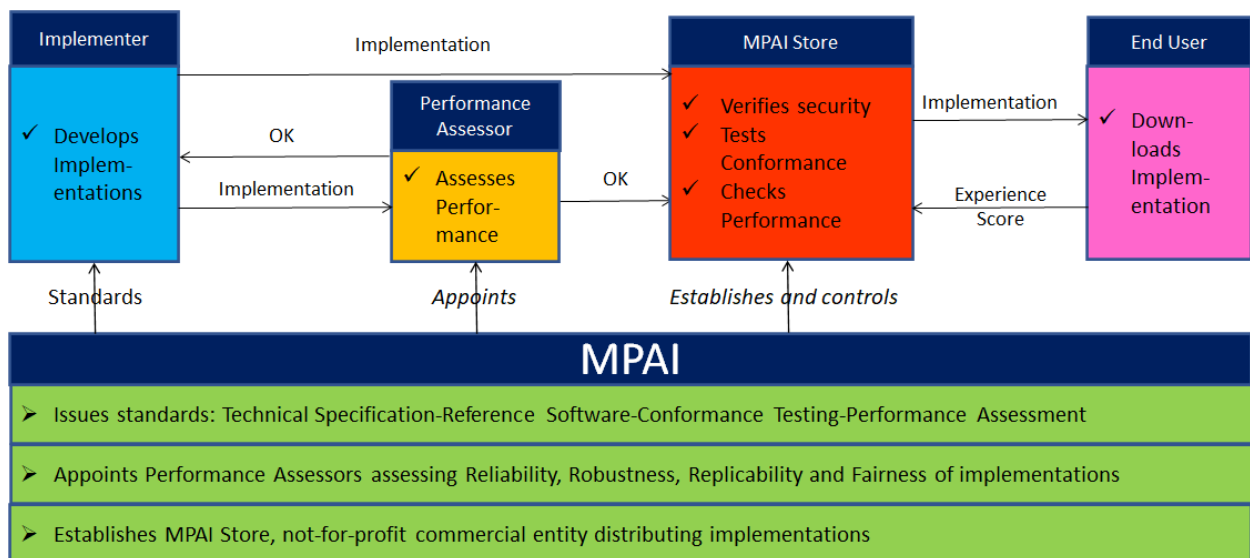 Implementer
Implementation
MPAI Store
End User
Performance
Assessor
✓ Develops
Implem-
entations
OK
Implementation
✓ Assesses
Perfor-
mance
OK
✓ Verifies security
✓ Tests
Conformance
✓ Checks
Performance
Implementation
Experience
Score
✓ Down-
loads
Implem-
entation
Standards
Appoints
Establishes and controls
MPAI
➢ Issues standards: Technical Specification-Reference Software-Conformance Testing-Performance Assessment
➢ Appoints Performance Assessors assessing Reliability, Robustness, Replicability and Fairness of implementations
➢ Establishes MPAI Store, not-for-profit commercial entity distributing implementations